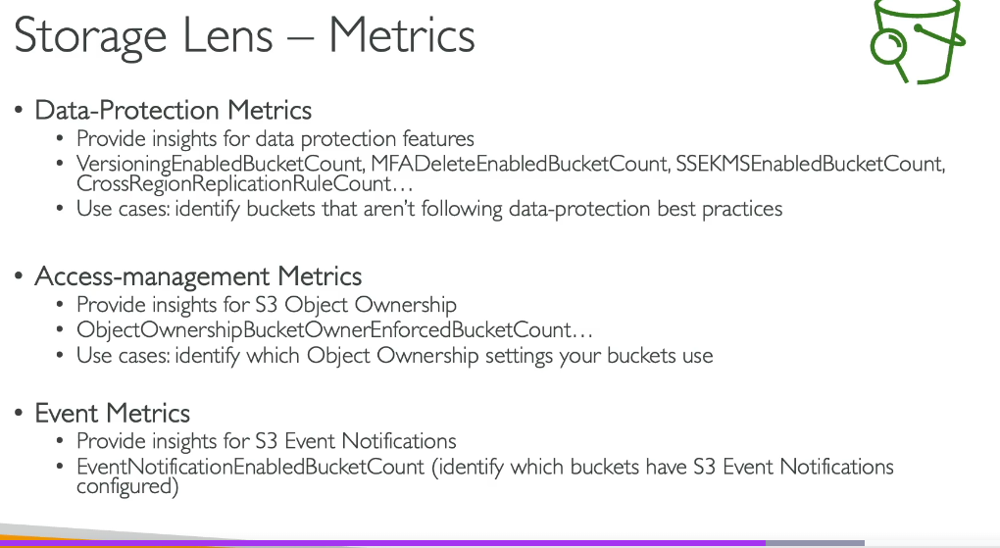 Storage Lens – Metrics
• Data-Protection Metrics
• Provide insights for data protection features
• VersioningEnabledBucketCount, MFADeleteEnabledBucketCount, SSEKMSEnabledBucketCount,
CrossRegionReplicationRuleCount…
• Use cases: identify buckets that aren’t following data-protection best practices
• Access-management Metrics
• Provide insights for S3 Object Ownership
• ObjectOwnershipBucketOwnerEnforcedBucketCount…
• Use cases: identify which Object Ownership settings your buckets use
• Event Metrics
• Provide insights for S3 Event Notifications
• EventNotificationEnabledBucketCount (identify which buckets have S3 Event Notifications
configured)